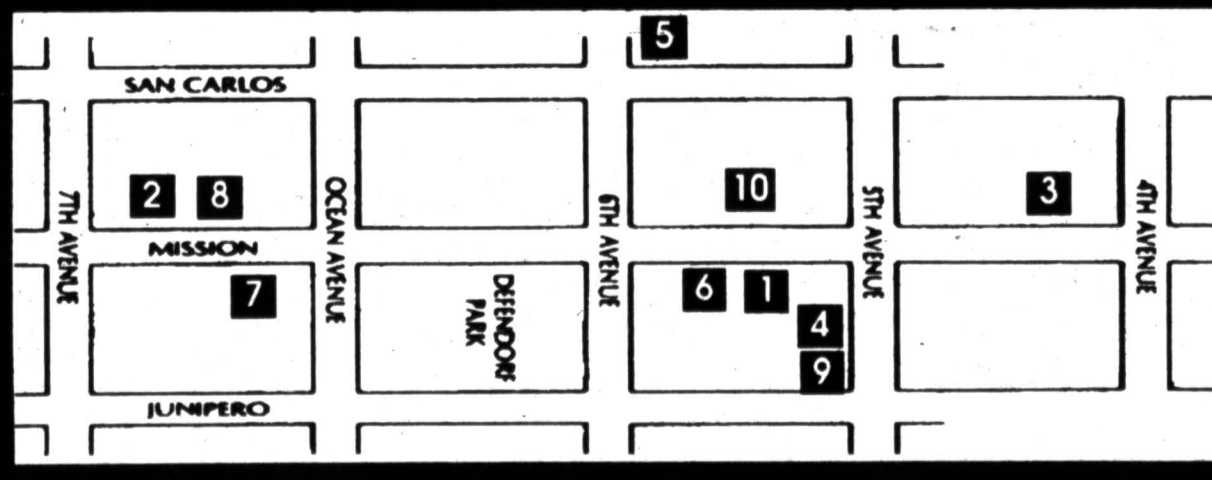 5
SAN CARLOS
2
8
10
3
7TH AVENUE
OCEAN AVENUE
6TH AVENUE
5TH AVENUE
4TH AVENUE
MISSION
7
DEFENDORF
PARK
6
1
4
9
JUNIPERO